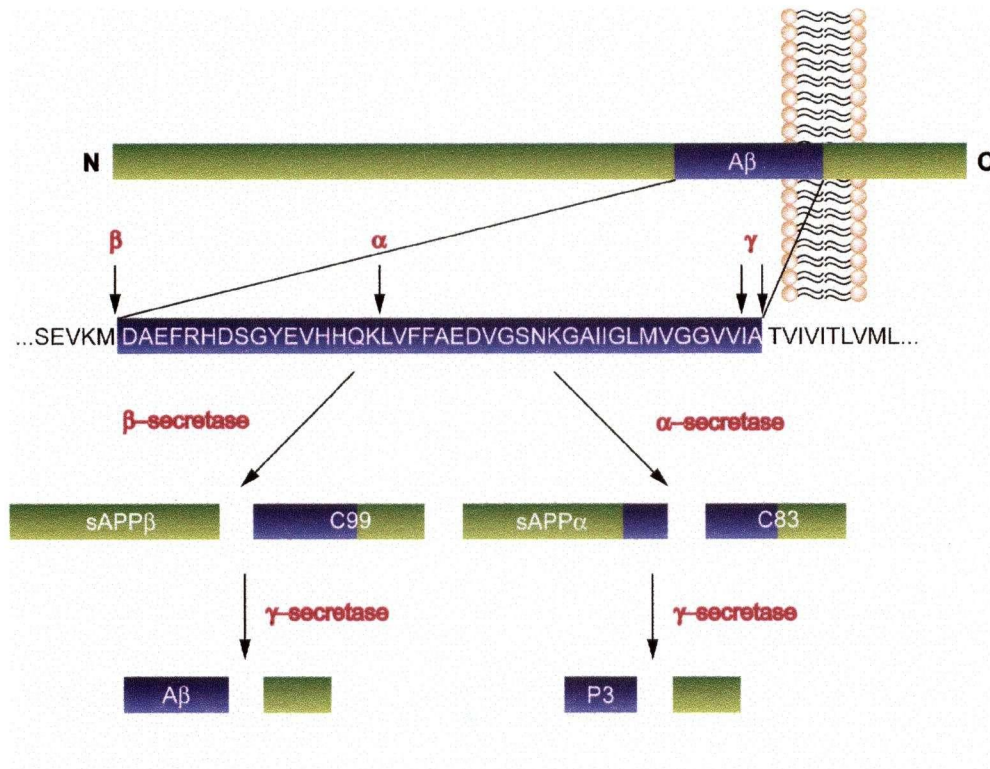 N Aβ C
β α γ
...SEVKM DAEFRHDSGYEVHHQKLVFFAEDVGSNKGAIIGLMVGGVVIA TVIVITLVML...
β–secretase α–secretase
sAPPβ C99 sAPPα C83
γ–secretase γ–secretase
Aβ P3